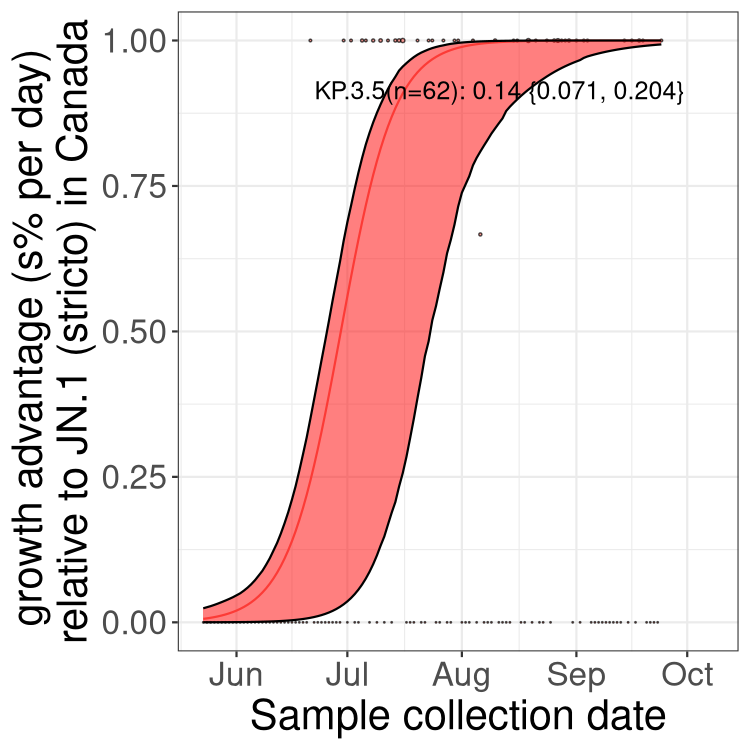 growth advantage (s% per day)
relative to JN.1 (stricto) in Canada
1.00
0.75
0.50
0.25
0.00
KP.3.5(n=62): 0.14 {0.071, 0.204}
Jun Jul Aug Sep Oct
Sample collection date